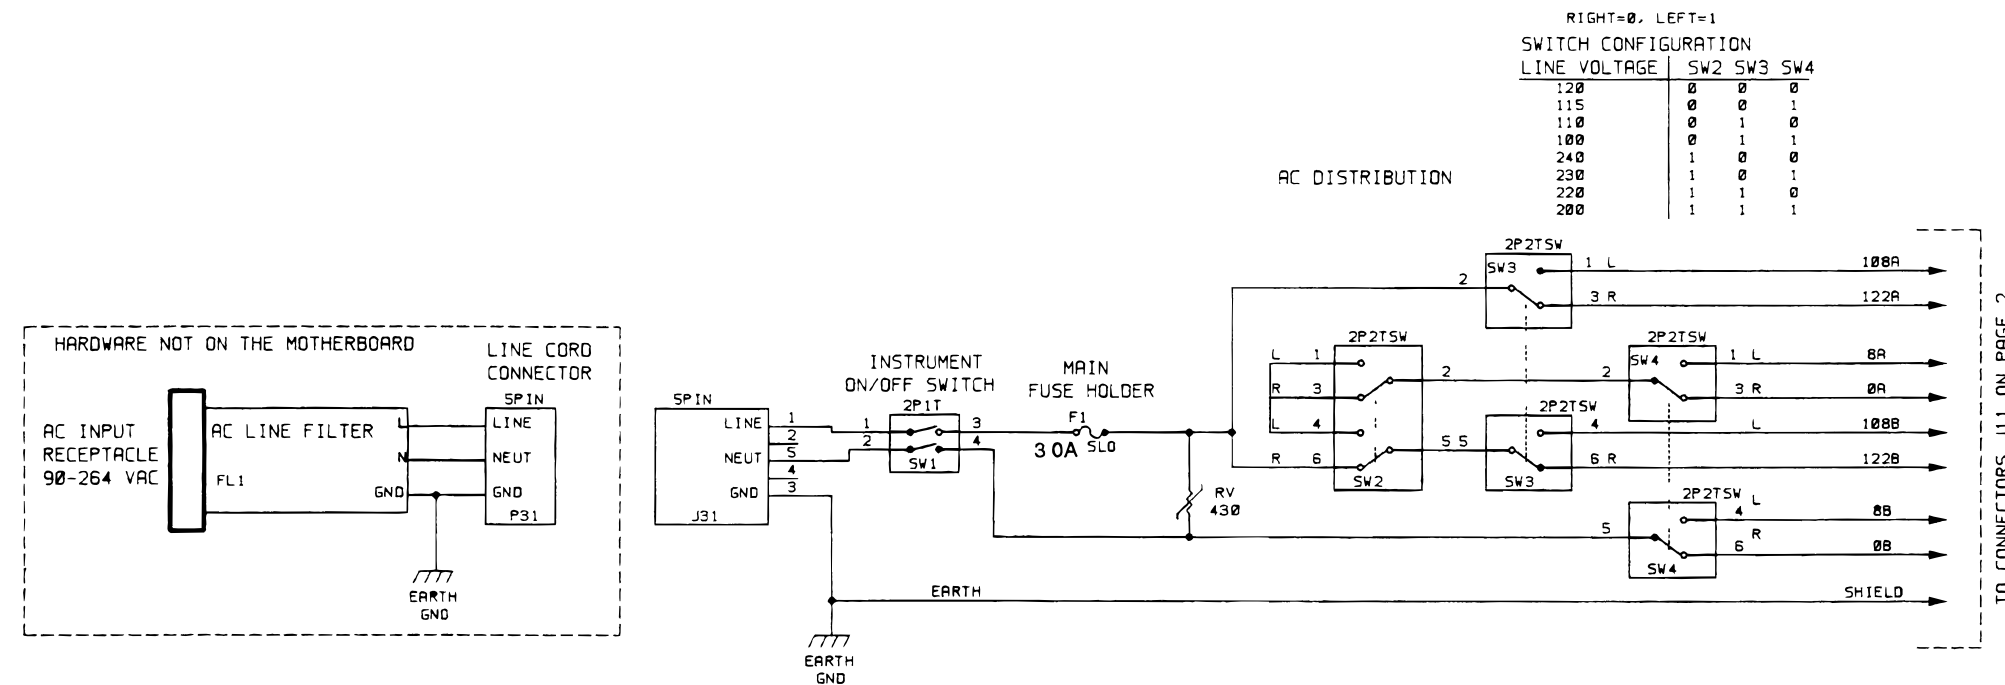 RIGHT=0, LEFT=1
SWITCH CONFIGURATION
LINE VOLTAGE SW2 SW3 SW4
120 0 0 0
115 0 0 1
110 0 1 0
100 0 1 1
240 1 0 0
230 1 0 1
220 1 1 0
200 1 1 1
AC DISTRIBUTION
HARDWARE NOT ON THE MOTHERBOARD
LINE CORD
CONNECTOR
AC INPUT
RECEPTACLE
90-264 VAC
AC LINE FILTER
FL1
L
N
GND
5PIN
LINE
NEUT
GND
P31
EARTH
GND
5PIN
LINE
NEUT
GND
J31
1
2
5
4
3
INSTRUMENT
ON/OFF SWITCH
2P1T
1 3
2 4
SW1
MAIN
FUSE HOLDER
F1
3 0A SLO
RV
430
EARTH
EARTH
GND
2P2TSW
L 1
R 3 2
L 4
R 6 5
SW2
2P2TSW
SW3
2
1 L 108A
3 R 122A
2P2TSW
SW4
2
1 L 8A
3 R 0A
2P2TSW
5
4 L 108B
6 R 122B
SW3
2P2TSW
5
L
4 8B
R
6 0B
SW4
SHIELD
TO CONNECTORS J11 ON PAGE 2